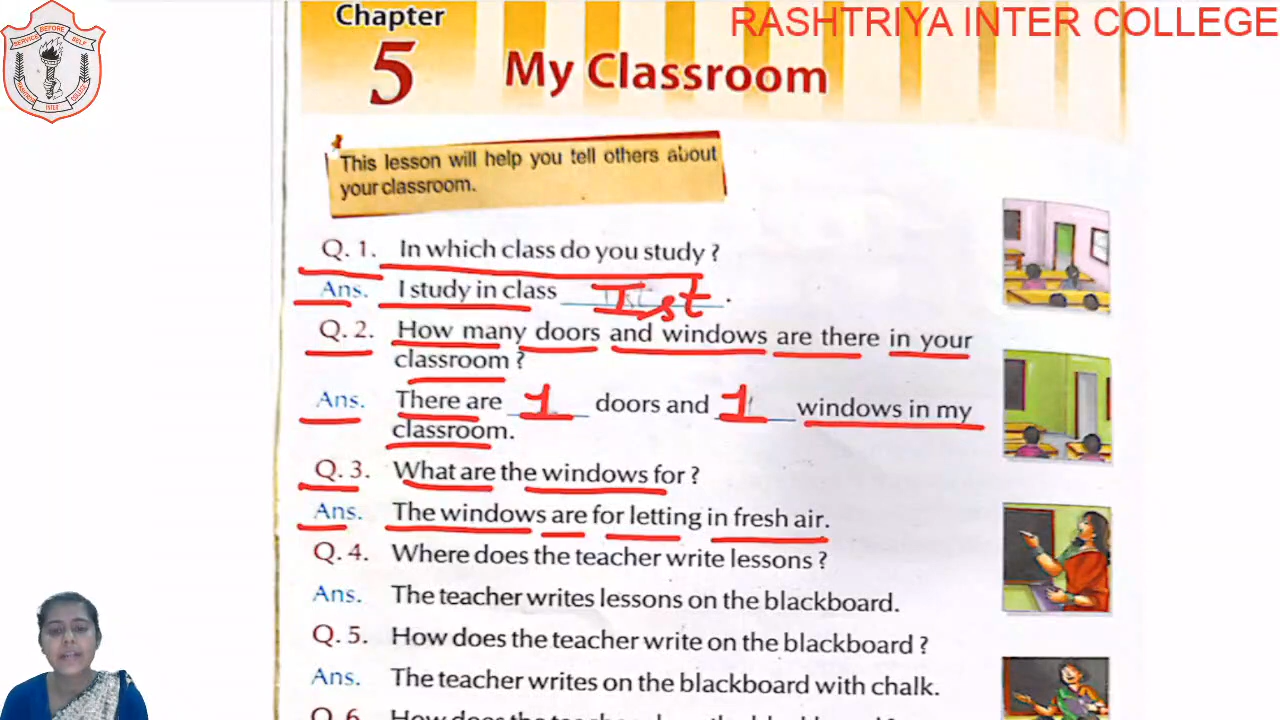 RASHTRIYA INTER COLLEGE
SERVICE BEFORE SELF
INTER
Chapter
5
My Classroom
This lesson will help you tell others about
your classroom.
Q. 1. In which class do you study ?
Ans. I study in class Ist .
Q. 2. How many doors and windows are there in your
classroom ?
Ans. There are 1 doors and 1 windows in my
classroom.
Q. 3. What are the windows for ?
Ans. The windows are for letting in fresh air.
Q. 4. Where does the teacher write lessons ?
Ans. The teacher writes lessons on the blackboard.
Q. 5. How does the teacher write on the blackboard ?
Ans. The teacher writes on the blackboard with chalk.
Q. 6.